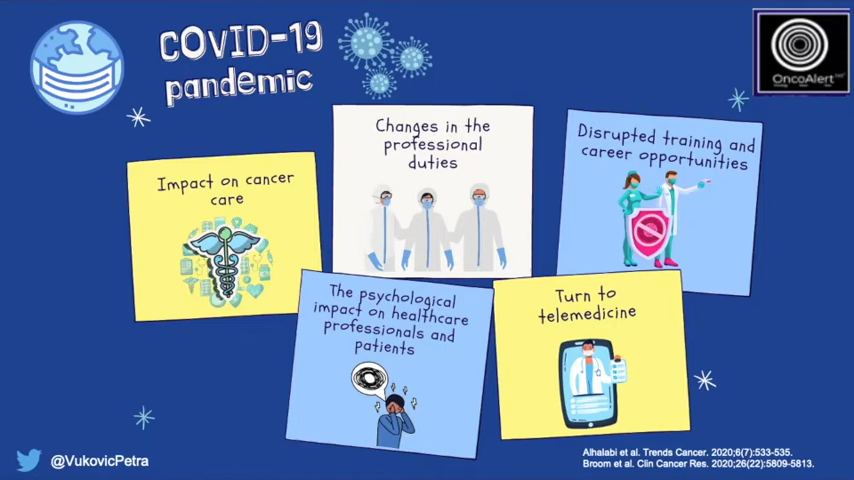 COVID-19
pandemic
OncoAlert
Impact on cancer
care
Changes in the
professional
duties
Disrupted training and
career opportunities
The psychological
impact on healthcare
professionals and
patients
Turn to
telemedicine
@VukovicPetra
Alhalabi et al. Trends Cancer. 2020;6(7):533-535.
Broom et al. Clin Cancer Res. 2020;26(22):5809-5813.